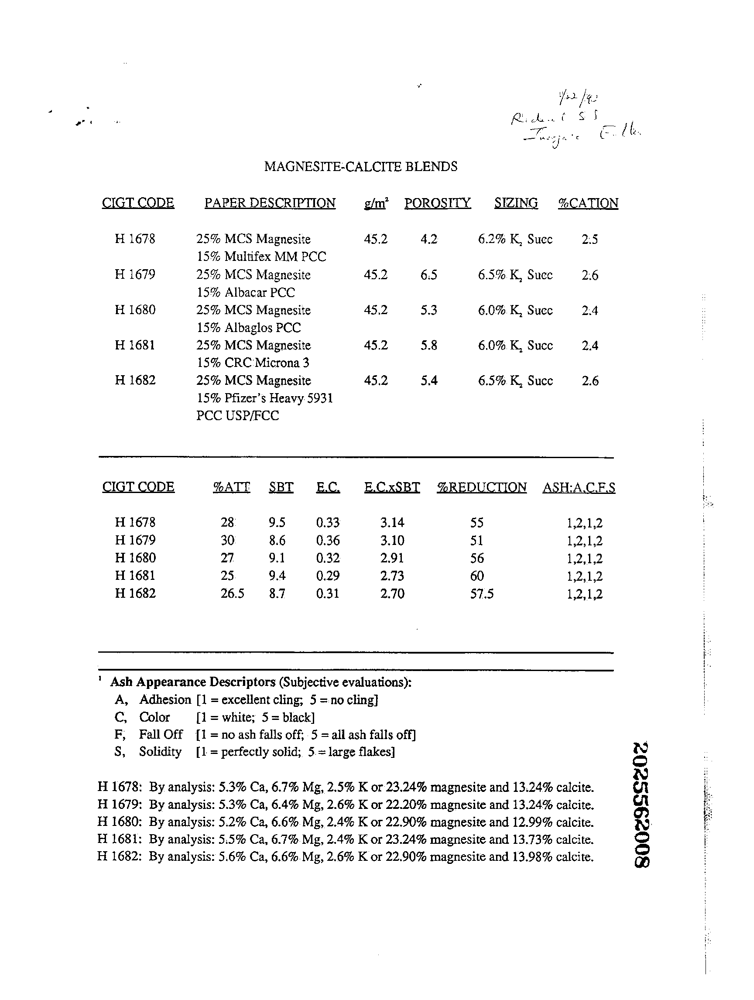 MAGNESITE-CALCITE BLENDS
CIGT CODE PAPER DESCRIPTION g/m² POROSITY SIZING %CATION
H 1678 25% MCS Magnesite 45.2 4.2 6.2% K, Succ 2.5
15% Multifex MM PCC
H 1679 25% MCS Magnesite 45.2 6.5 6.5% K, Succ 2.6
15% Albacar PCC
H 1680 25% MCS Magnesite 45.2 5.3 6.0% K, Succ 2.4
15% Albaglos PCC
H 1681 25% MCS Magnesite 45.2 5.8 6.0% K, Succ 2.4
15% CRC Microna 3
H 1682 25% MCS Magnesite 45.2 5.4 6.5% K, Succ 2.6
15% Pfizer's Heavy 5931
PCC USP/FCC
CIGT CODE %ATT SBT E.C. E.C.xSBT %REDUCTION ASH:A,C,F,S
H 1678 28 9.5 0.33 3.14 55 1,2,1,2
H 1679 30 8.6 0.36 3.10 51 1,2,1,2
H 1680 27 9.1 0.32 2.91 56 1,2,1,2
H 1681 25 9.4 0.29 2.73 60 1,2,1,2
H 1682 26.5 8.7 0.31 2.70 57.5 1,2,1,2
¹ Ash Appearance Descriptors (Subjective evaluations):
A, Adhesion [1 = excellent cling; 5 = no cling]
C, Color [1 = white; 5 = black]
F, Fall Off [1 = no ash falls off; 5 = all ash falls off]
S, Solidity [1 = perfectly solid; 5 = large flakes]
H 1678: By analysis: 5.3% Ca, 6.7% Mg, 2.5% K or 23.24% magnesite and 13.24% calcite.
H 1679: By analysis: 5.3% Ca, 6.4% Mg, 2.6% K or 22.20% magnesite and 13.24% calcite.
H 1680: By analysis: 5.2% Ca, 6.6% Mg, 2.4% K or 22.90% magnesite and 12.99% calcite.
H 1681: By analysis: 5.5% Ca, 6.7% Mg, 2.4% K or 23.24% magnesite and 13.73% calcite.
H 1682: By analysis: 5.6% Ca, 6.6% Mg, 2.6% K or 22.90% magnesite and 13.98% calcite.
2025562008